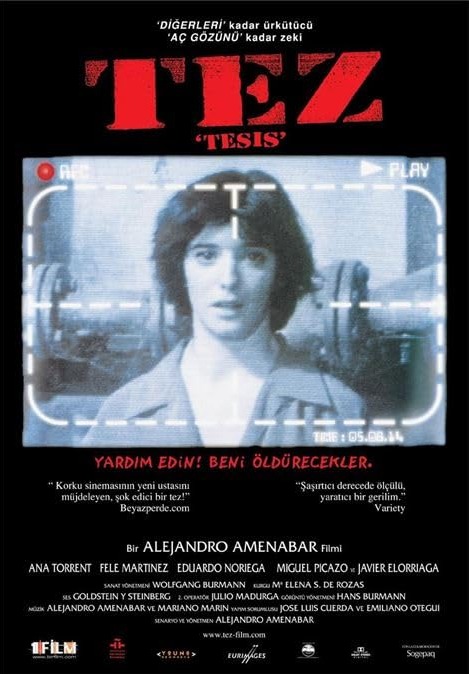 ‘DİĞERLERİ’ kadar ürkütücü
‘AÇ GÖZÜNÜ’ kadar zeki
TEZ
‘TESIS’
REC
PLAY
TIME : 05.08.14
YARDIM EDİN! BENİ ÖLDÜRECEKLER.
“ Korku sinemasının yeni ustasını
müjdeleyen, şok edici bir tez!”
Beyazperde.com
“Şaşırtıcı derecede ölçülü,
yaratıcı bir gerilim.”
Variety
Bir ALEJANDRO AMENABAR Filmi
ANA TORRENT FELE MARTINEZ EDUARDO NORIEGA MIGUEL PICAZO ve JAVIER ELORRIAGA
SANAT YÖNETMENİ WOLFGANG BURMANN KURGU Mª ELENA S. DE ROZAS
SES GOLDSTEIN Y STEINBERG 2. OPERATÖR JULIO MADURGA GÖRÜNTÜ YÖNETMENİ HANS BURMANN
MÜZİK ALEJANDRO AMENABAR VE MARIANO MARIN YAPIM SORUMLUSU JOSE LUIS CUERDA VE EMILIANO OTEGUI
SENARYO VE YÖNETMEN ALEJANDRO AMENABAR
www.tez-film.com
1FILM
www.birfilm.com
EURIMAGES
Sogepaq